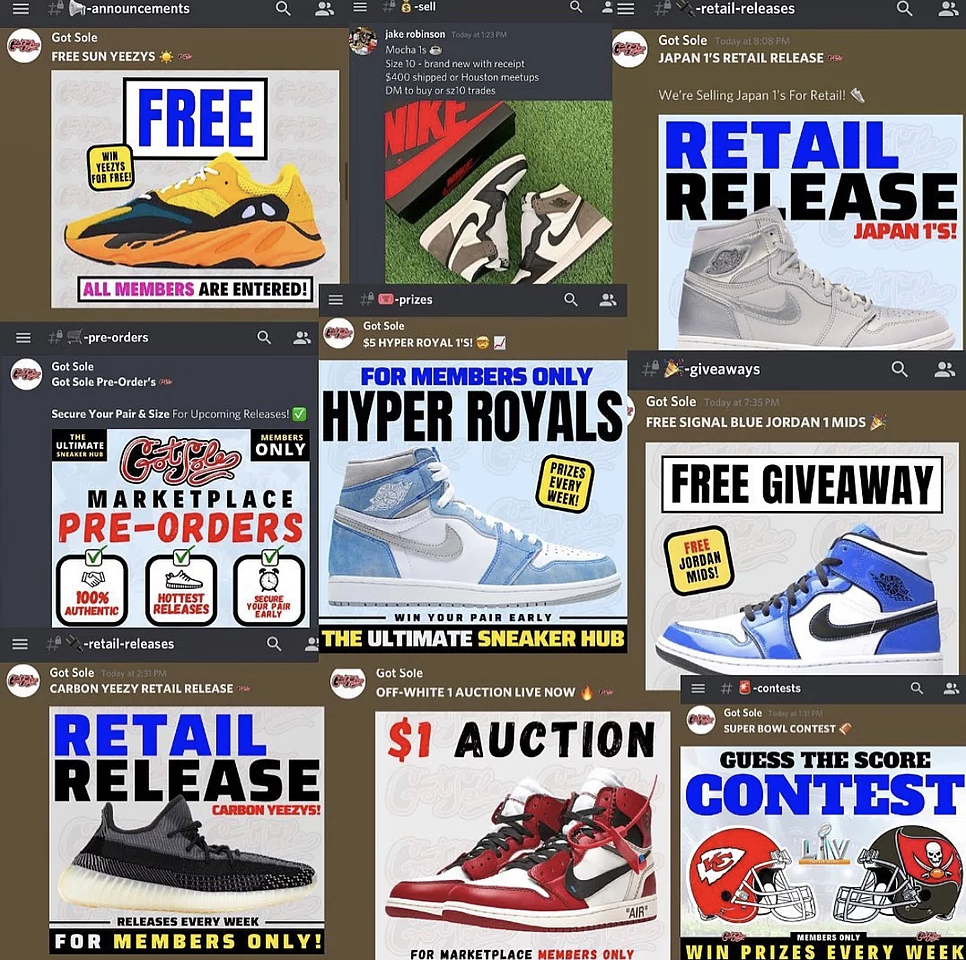 -announcements
Got Sole
FREE SUN YEEZYS
FREE
WIN
YEEZYS
FOR FREE!
ALL MEMBERS ARE ENTERED!
-sell
jake robinson Today at 1:23 PM
Mocha 1s
Size 10 - brand new with receipt
$400 shipped or Houston meetups
DM to buy or sz10 trades
NIKE
-retail-releases
Got Sole Today at 8:08 PM
JAPAN 1'S RETAIL RELEASE
We're Selling Japan 1's For Retail!
RETAIL
RELEASE
JAPAN 1'S!
-pre-orders
Got Sole
Got Sole Pre-Order's
Secure Your Pair & Size For Upcoming Releases!
THE
ULTIMATE
SNEAKER HUB
Got Sole
MEMBERS
ONLY
MARKETPLACE
PRE-ORDERS
100%
AUTHENTIC
HOTTEST
RELEASES
SECURE
YOUR PAIR
EARLY
-prizes
Got Sole
$5 HYPER ROYAL 1'S!
FOR MEMBERS ONLY
HYPER ROYALS
PRIZES
EVERY
WEEK!
WIN YOUR PAIR EARLY
THE ULTIMATE SNEAKER HUB
-giveaways
Got Sole Today at 7:35 PM
FREE SIGNAL BLUE JORDAN 1 MIDS
FREE GIVEAWAY
FREE
JORDAN
MIDS!
-retail-releases
Got Sole Today at 2:31 PM
CARBON YEEZY RETAIL RELEASE
RETAIL
RELEASE
CARBON YEEZYS!
RELEASES EVERY WEEK
FOR MEMBERS ONLY!
Got Sole
OFF-WHITE 1 AUCTION LIVE NOW
$1 AUCTION
"AIR"
FOR MARKETPLACE MEMBERS ONLY
-contests
Got Sole Today at 1:31 PM
SUPER BOWL CONTEST
GUESS THE SCORE
CONTEST
KC
LIV
MEMBERS ONLY
WIN PRIZES EVERY WEEK